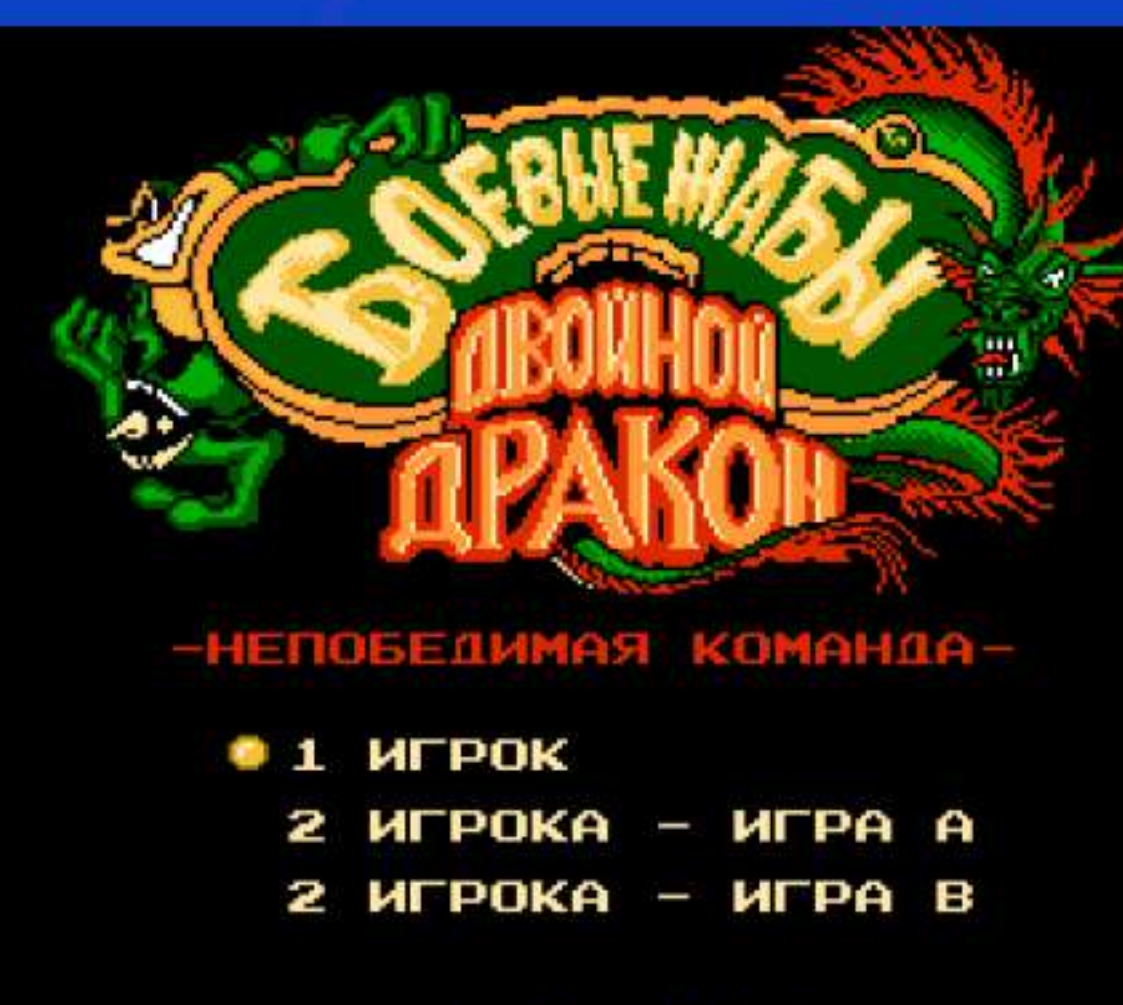 БОЕВЫЕ ЖАБЫ
ДВОЙНОЙ
ДРАКОН
-НЕПОБЕДИМАЯ КОМАНДА-
1 ИГРОК
2 ИГРОКА - ИГРА А
2 ИГРОКА - ИГРА В